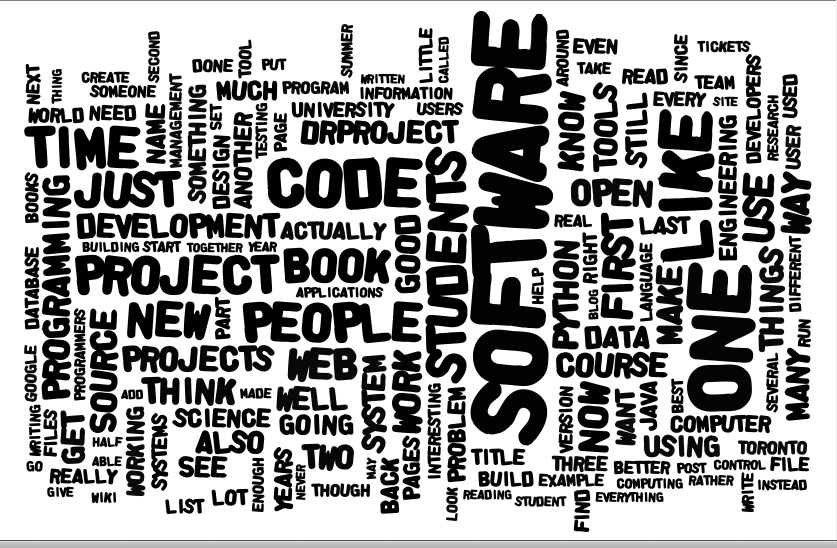 NEXT
THING
CREATE
SOMEONE
SECOND
DONE
TOOL
PUT
SUMMER
WRITTEN
LITTLE
CALLED
SOFTWARE
AROUND
EVEN
TAKE
SINCE
TICKETS
READ
TEAM
MUCH
PROGRAM
INFORMATION
EVERY
SITE
DEVELOPERS
RESEARCH
USED
USER
WORLD
NEED
NAME
MANAGEMENT
SOMETHING
DESIGN
SET
ANOTHER
TESTING
PAGE
UNIVERSITY
USERS
DRPROJECT
KNOW
TOOLS
STILL
LIKE
ENGINEERING
TIME
JUST
CODE
STUDENTS
OPEN
USE
WAY
BOOKS
PROGRAMMING
DEVELOPMENT
ACTUALLY
GOOD
REAL
LAST
BUILDING
START
TOGETHER
YEAR
PROJECT
BOOK
APPLICATIONS
HELP
PYTHON
BLOG
RIGHT
FIRST
LANGUAGE
MAKE
ONE
THINGS
DIFFERENT
DATABASE
PROGRAMMERS
SOURCE
NEW
PART
PEOPLE
DATA
RUN
GOOGLE
PROJECTS
WEB
WORK
COURSE
SEVERAL
MANY
ADD
THINK
MADE
WELL
SYSTEM
INTERESTING
PROBLEM
VERSION
NOW
WANT
JAVA
BEST
WRITING
FILES
GET
HALF
WORKING
SYSTEMS
SCIENCE
GOING
COMPUTER
ALSO
USING
TORONTO
GO
ABLE
REALLY
SEE
ENOUGH
YEARS
NEVER
TWO
MAY
BACK
PAGES
TITLE
THREE
BETTER
POST
CONTROL
FILE
GIVE
WIKI
LIST
LOT
THOUGH
LOOK
BUILD
EXAMPLE
COMPUTING
RATHER
WRITE
INSTEAD
READING
STUDENT
FIND
EVERYTHING